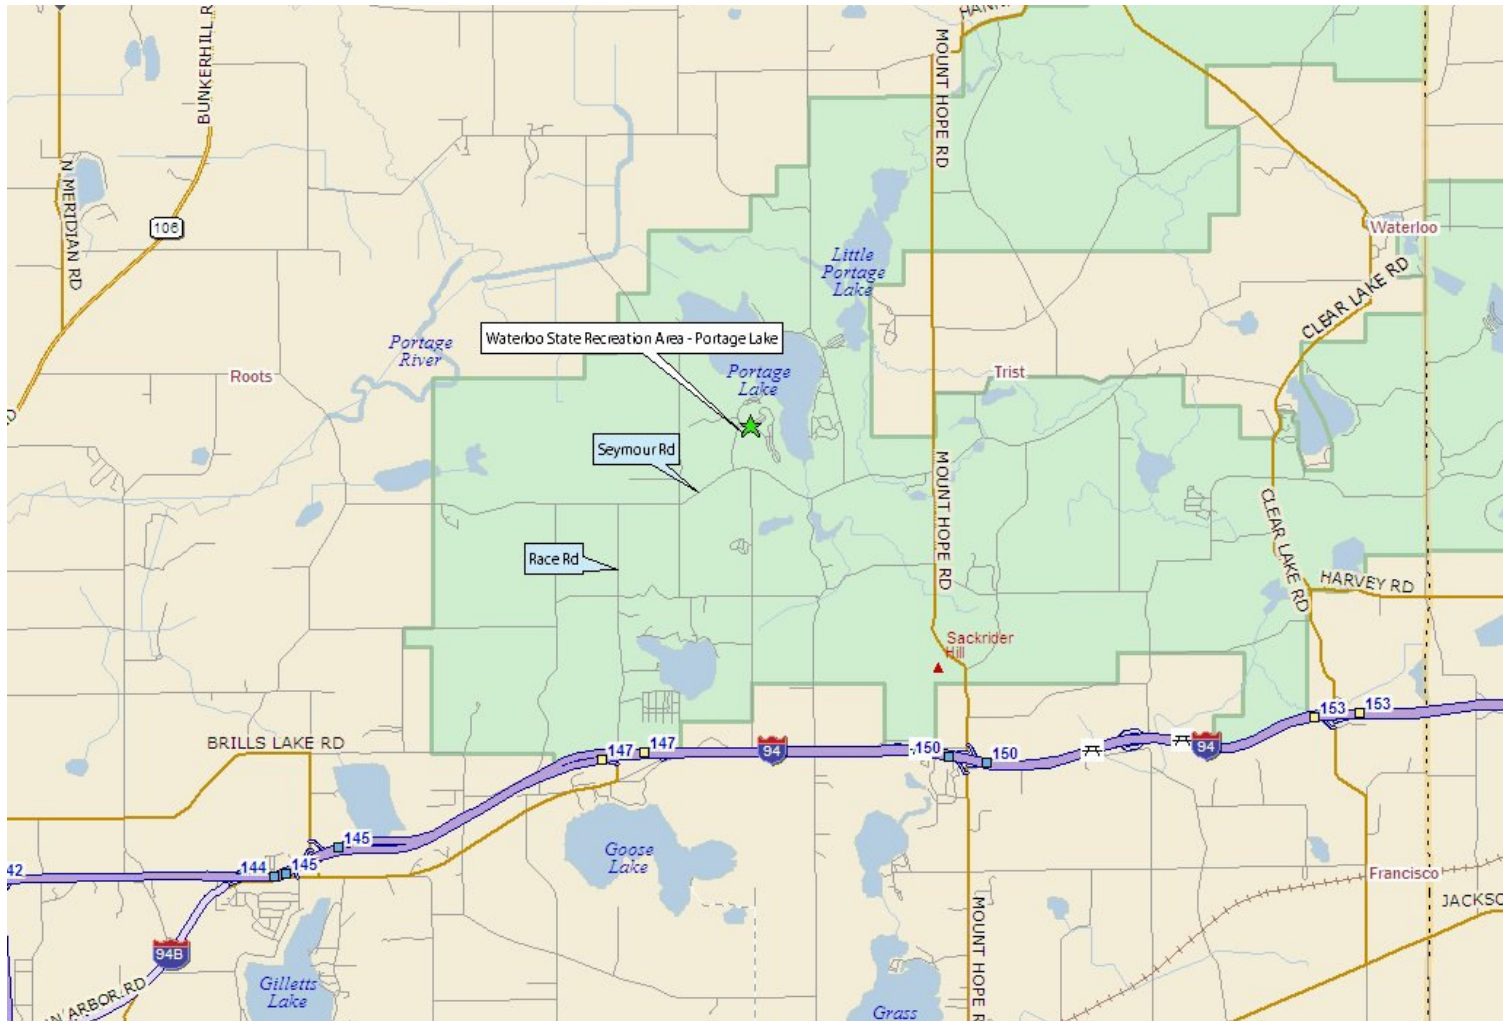 BUNKERHILL R
HANN
MOUNT HOPE RD
N MERIDIAN RD
106
Waterloo
Little
Portage
Lake
CLEAR LAKE RD
Waterloo State Recreation Area - Portage Lake
Portage
River
Roots
Portage
Lake
Trist
RD
Seymour Rd
MOUNT HOPE RD
CLEAR LAKE RD
Race Rd
HARVEY RD
Sackrider
Hill
153
153
BRILLS LAKE RD
147
147
94
150
150
94
145
Goose
Lake
42
144
145
Francisco
JACKSO
MOUNT HOPE R
94B
Gilletts
Lake
N ARBOR RD
Grass